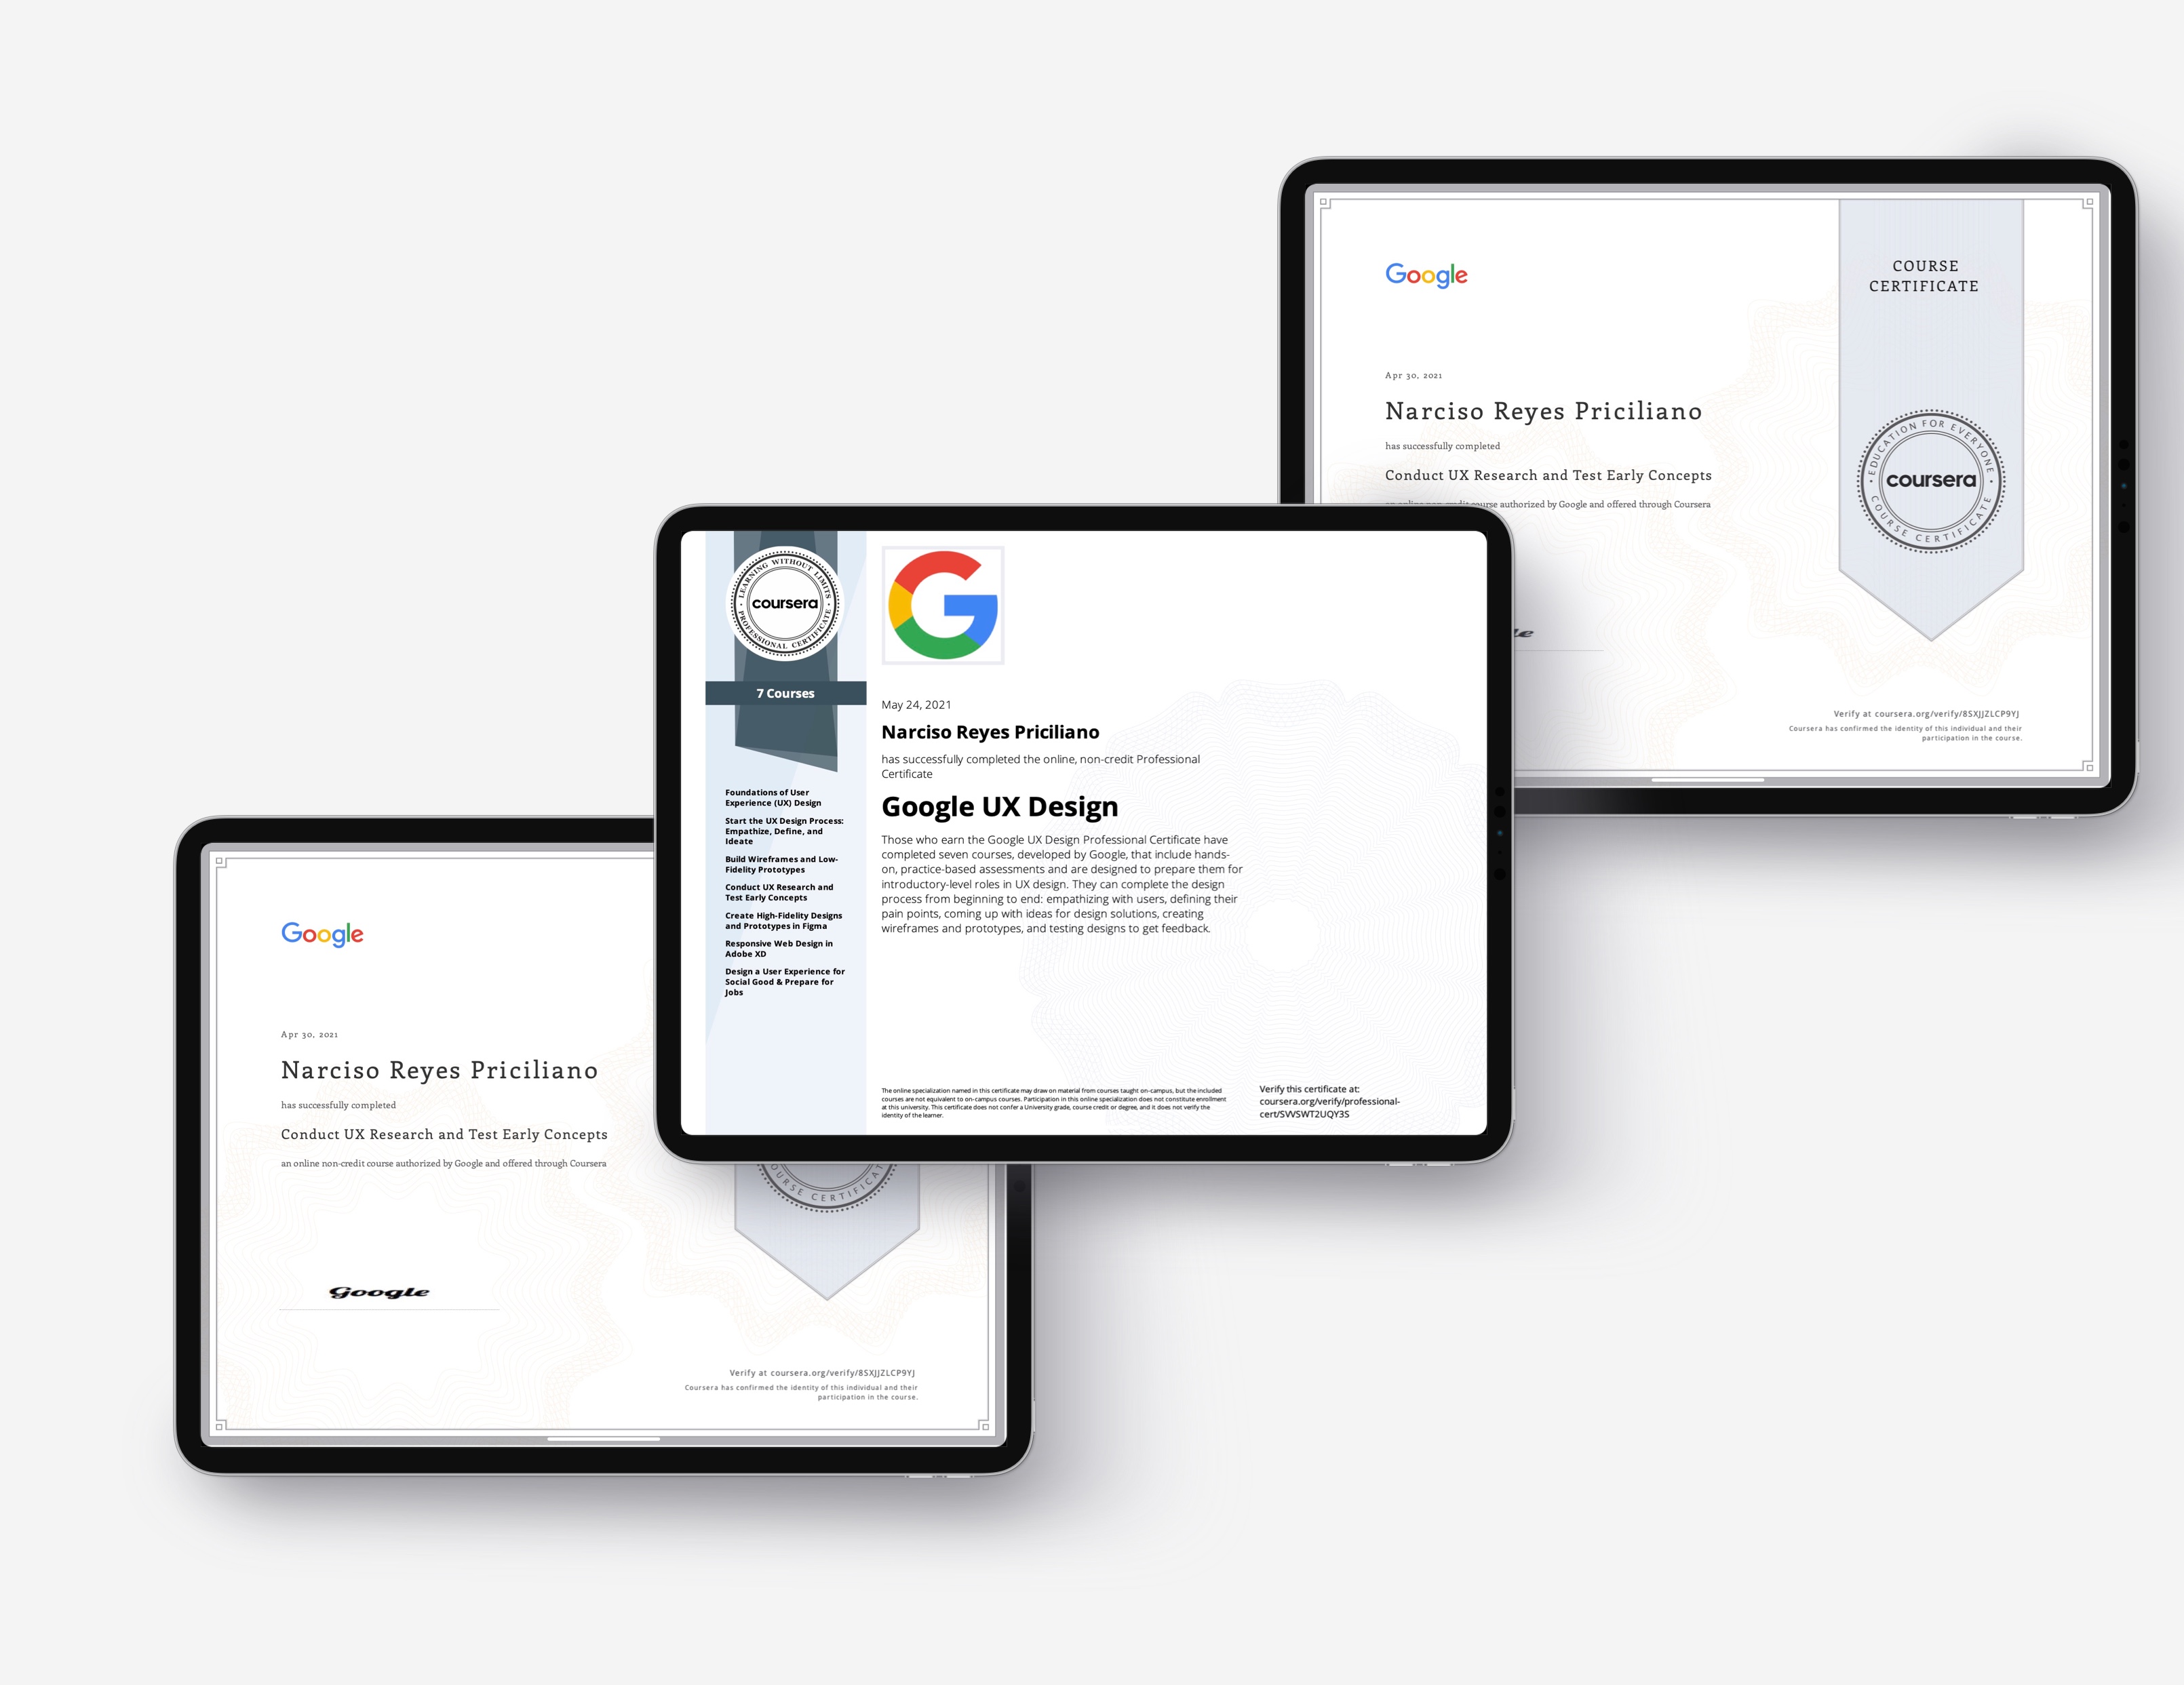 Google
COURSE
CERTIFICATE
Apr 30, 2021
Narciso Reyes Priciliano
has successfully completed
Conduct UX Research and Test Early Concepts
course authorized by Google and offered through Coursera
EDUCATION FOR EVERYONE
coursera
COURSE CERTIFICATE
Verify at coursera.org/verify/8SXJJZLCP9YJ
Coursera has confirmed the identity of this individual and their
participation in the course.
LEARNING WITHOUT LIMITS
coursera
PROFESSIONAL CERTIFICATE
7 Courses
Foundations of User
Experience (UX) Design
Start the UX Design Process:
Empathize, Define, and
Ideate
Build Wireframes and Low-
Fidelity Prototypes
Conduct UX Research and
Test Early Concepts
Create High-Fidelity Designs
and Prototypes in Figma
Responsive Web Design in
Adobe XD
Design a User Experience for
Social Good & Prepare for
Jobs
May 24, 2021
Narciso Reyes Priciliano
has successfully completed the online, non-credit Professional
Certificate
Google UX Design
Those who earn the Google UX Design Professional Certificate have
completed seven courses, developed by Google, that include hands-
on, practice-based assessments and are designed to prepare them for
introductory-level roles in UX design. They can complete the design
process from beginning to end: empathizing with users, defining their
pain points, coming up with ideas for design solutions, creating
wireframes and prototypes, and testing designs to get feedback.
The online specialization named in this certificate may draw on material from courses taught on-campus, but the included
courses are not equivalent to on-campus courses. Participation in this online specialization does not constitute enrollment
at this university. This certificate does not confer a University grade, course credit or degree, and it does not verify the
identity of the learner.
Verify this certificate at:
coursera.org/verify/professional-
cert/SVVSWT2UQY3S
Google
Apr 30, 2021
Narciso Reyes Priciliano
has successfully completed
Conduct UX Research and Test Early Concepts
an online non-credit course authorized by Google and offered through Coursera
Google
Verify at coursera.org/verify/8SXJJZLCP9YJ
Coursera has confirmed the identity of this individual and their
participation in the course.